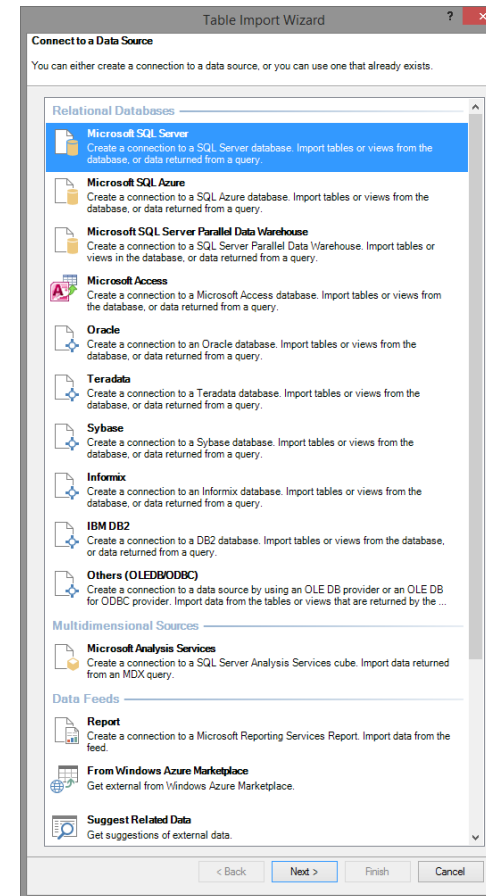 Table Import Wizard
?
Connect to a Data Source
You can either create a connection to a data source, or you can use one that already exists.
Relational Databases
Microsoft SQL Server
Create a connection to a SQL Server database. Import tables or views from the
database, or data returned from a query.
Microsoft SQL Azure
Create a connection to a SQL Azure database. Import tables or views from the
database, or data returned from a query.
Microsoft SQL Server Parallel Data Warehouse
Create a connection to a SQL Server Parallel Data Warehouse. Import tables or
views in the database, or data returned from a query.
Microsoft Access
Create a connection to a Microsoft Access database. Import tables or views from
the database, or data returned from a query.
Oracle
Create a connection to an Oracle database. Import tables or views from the
database, or data returned from a query.
Teradata
Create a connection to a Teradata database. Import tables or views from the
database, or data returned from a query.
Sybase
Create a connection to a Sybase database. Import tables or views from the
database, or data returned from a query.
Informix
Create a connection to an Informix database. Import tables or views from the
database, or data returned from a query.
IBM DB2
Create a connection to a DB2 database. Import tables or views from the database,
or data returned from a query.
Others (OLEDB/ODBC)
Create a connection to a data source by using an OLE DB provider or an OLE DB
for ODBC provider. Import data from the tables or views that are returned by the ...
Multidimensional Sources
Microsoft Analysis Services
Create a connection to a SQL Server Analysis Services cube. Import data returned
from an MDX query.
Data Feeds
Report
Create a connection to a Microsoft Reporting Services Report. Import data from the
feed.
From Windows Azure Marketplace
Get external from Windows Azure Marketplace.
Suggest Related Data
Get suggestions of external data.
< Back
Next >
Finish
Cancel